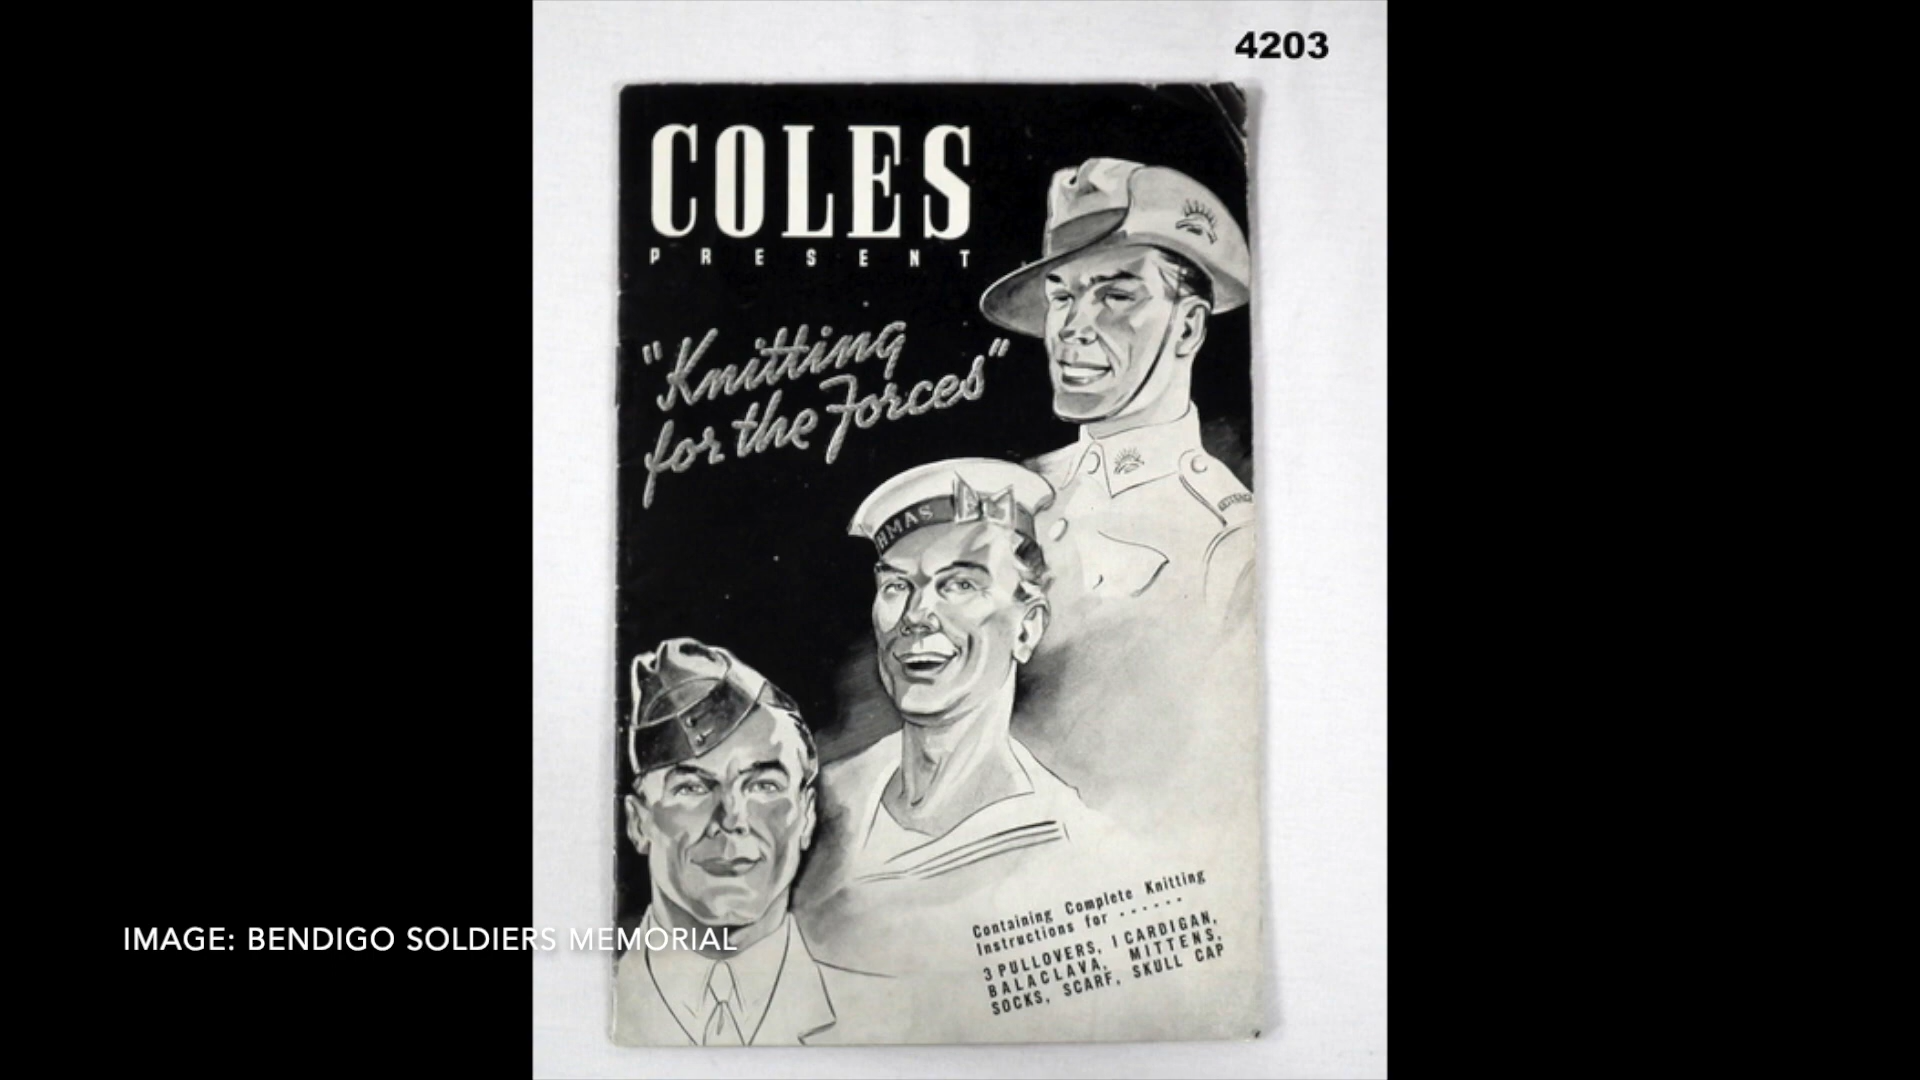 4203
COLES
PRESENT
"Knitting
for the Forces"
HMAS
Containing Complete Knitting
Instructions for ------
3 PULLOVERS, 1 CARDIGAN,
BALACLAVA, MITTENS,
SOCKS, SCARF, SKULL CAP
IMAGE: BENDIGO SOLDIERS MEMORIAL